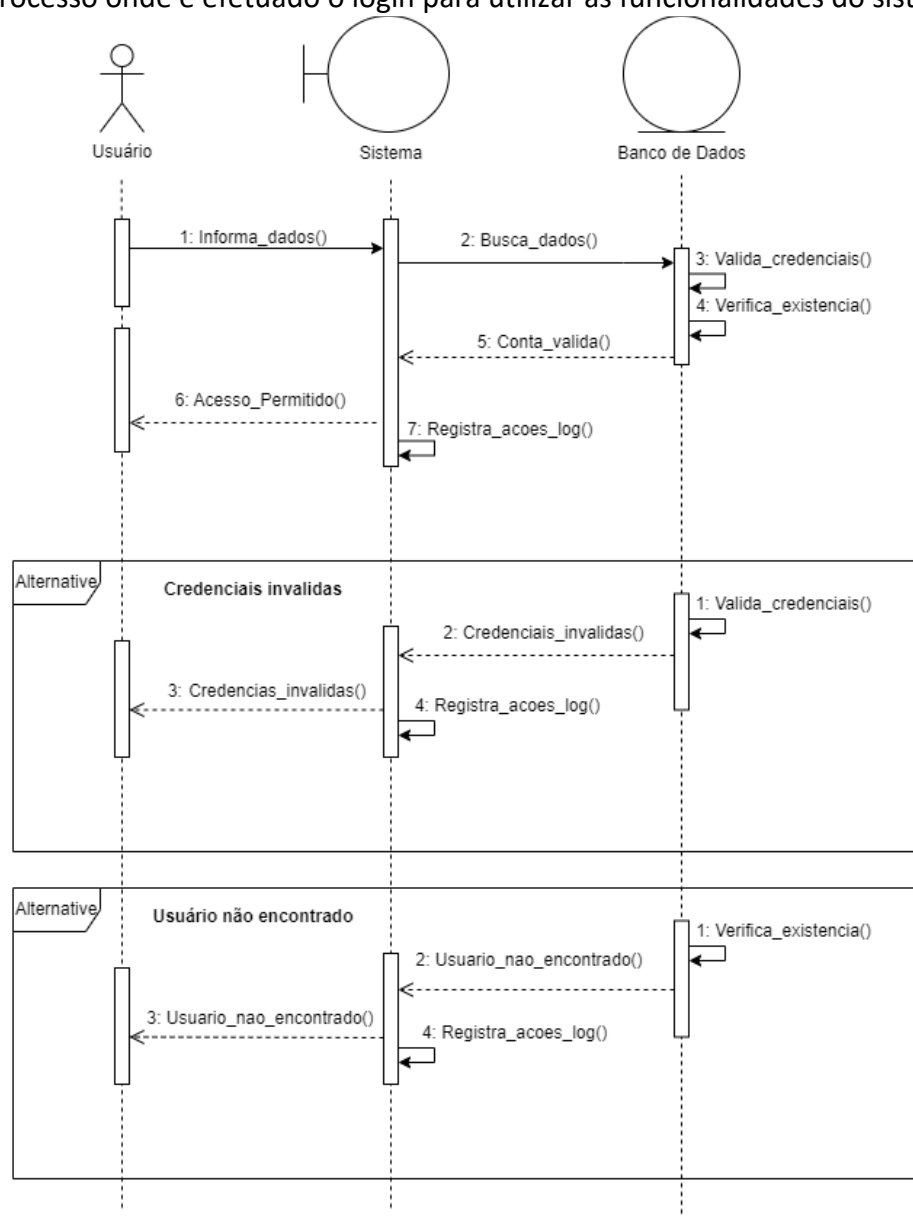 rocesso onde é efetuado o login para utilizar as funcionalidades do sist
Usuário
Sistema
Banco de Dados
1: Informa_dados()
2: Busca_dados()
3: Valida_credenciais()
4: Verifica_existencia()
5: Conta_valida()
6: Acesso_Permitido()
7: Registra_acoes_log()
Alternative
Credenciais invalidas
1: Valida_credenciais()
2: Credenciais_invalidas()
3: Credencias_invalidas()
4: Registra_acoes_log()
Alternative
Usuário não encontrado
1: Verifica_existencia()
2: Usuario_nao_encontrado()
3: Usuario_nao_encontrado()
4: Registra_acoes_log()